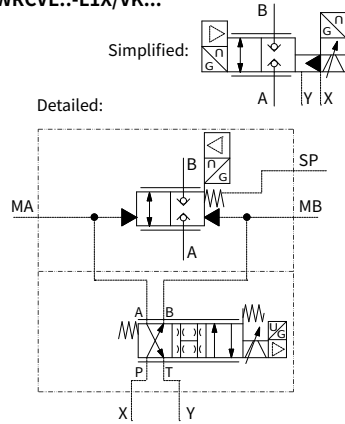 WRCVE..-L1X/VR...
B
Simplified:
∩
G
∩
G
A
Y
X
Detailed:
∩
G
B
SP
MA
MB
A
A
B
U
G
P
T
X
Y